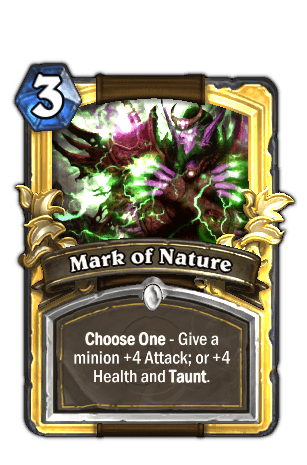 3
Mark of Nature
Choose One - Give a
minion +4 Attack; or +4
Health and Taunt.